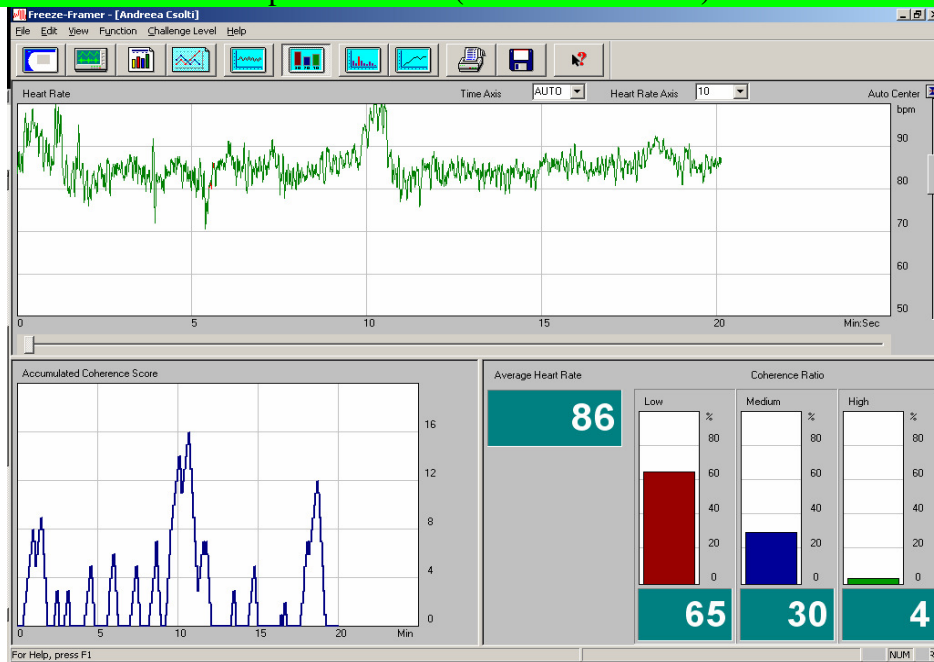 Freeze-Framer - [Andreea Csolti]
File Edit View Function Challenge Level Help
Heart Rate Time Axis AUTO Heart Rate Axis 10 Auto Center
bpm
90
80
70
60
50
0 5 10 15 20 Min:Sec
Accumulated Coherence Score
16
12
8
4
0
0 5 10 15 20 Min
Average Heart Rate Coherence Ratio
86
Low Medium High
% % %
80 80 80
60 60 60
40 40 40
20 20 20
0 0 0
65 30 4
For Help, press F1 NUM